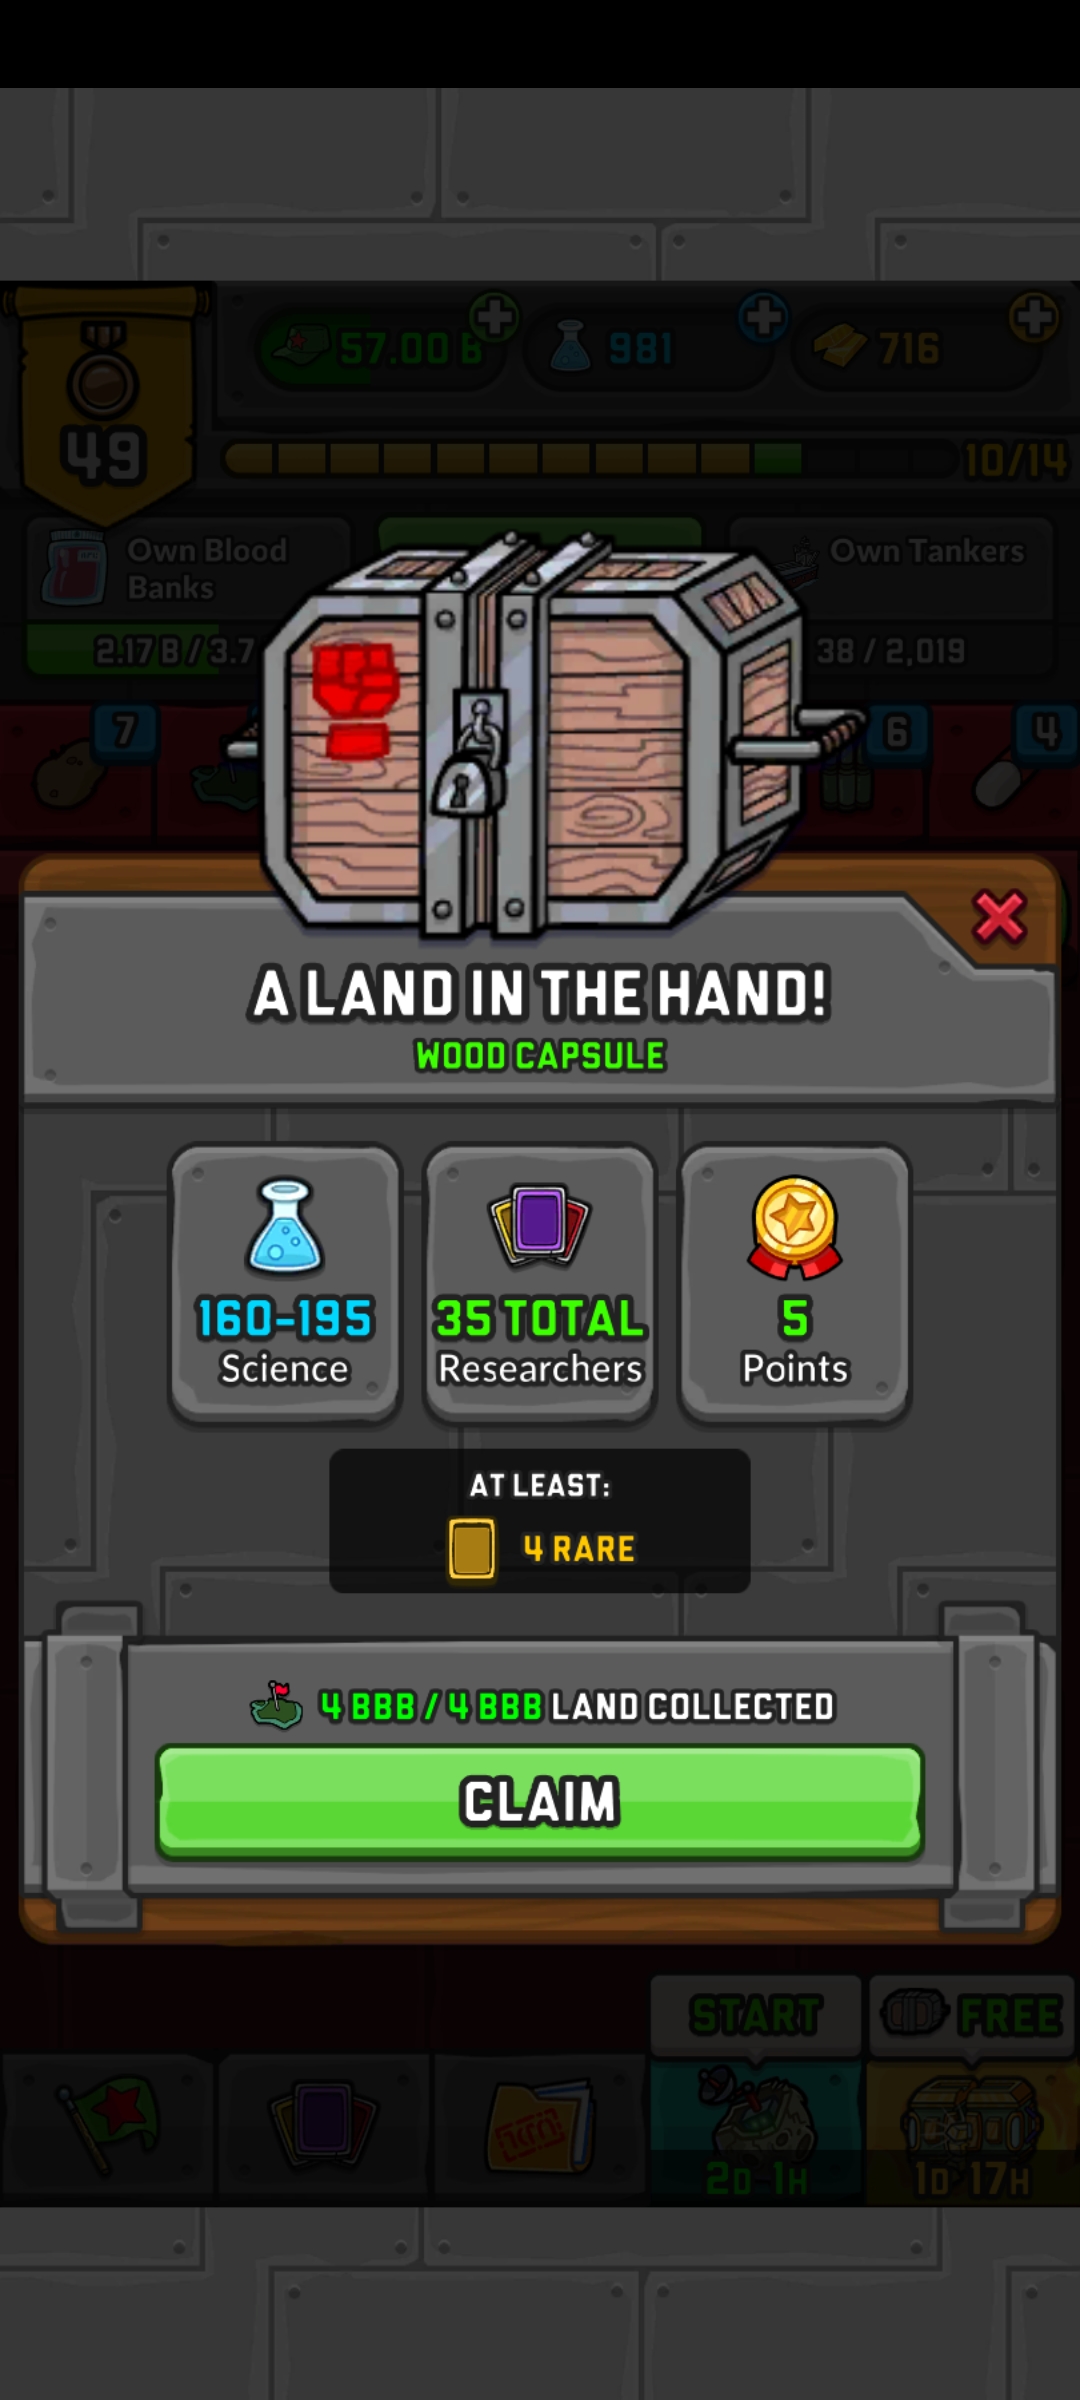 57.00 B
981
716
49
10/14
Own Blood
Banks
Own Tankers
2.17 B / 3.7
38 / 2,019
7
6
4
A LAND IN THE HAND!
WOOD CAPSULE
160-195
Science
35 TOTAL
Researchers
5
Points
AT LEAST:
4 RARE
4 BBB / 4 BBB LAND COLLECTED
CLAIM
START
FREE
2D 1H
1D 17H